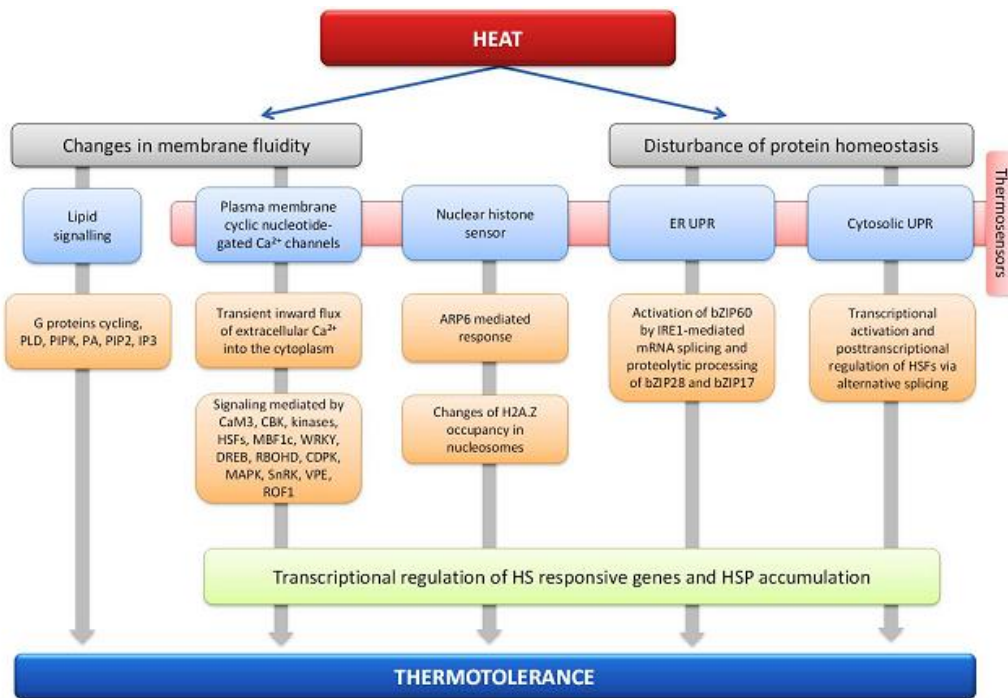 HEAT
Changes in membrane fluidity
Disturbance of protein homeostasis
Thermosensors
Lipid
signalling
Plasma membrane
cyclic nucleotide-
gated Ca²⁺ channels
Nuclear histone
sensor
ER UPR
Cytosolic UPR
G proteins cycling,
PLD, PIPK, PA, PIP2, IP3
Transient inward flux
of extracellular Ca²⁺
into the cytoplasm
ARP6 mediated
response
Activation of bZIP60
by IRE1-mediated
mRNA splicing and
proteolytic processing
of bZIP28 and bZIP17
Transcriptional
activation and
posttranscriptional
regulation of HSFs via
alternative splicing
Signaling mediated by
CaM3, CBK, kinases,
HSFs, MBF1c, WRKY,
DREB, RBOHD, CDPK,
MAPK, SnRK, VPE,
ROF1
Changes of H2A.Z
occupancy in
nucleosomes
Transcriptional regulation of HS responsive genes and HSP accumulation
THERMOTOLERANCE